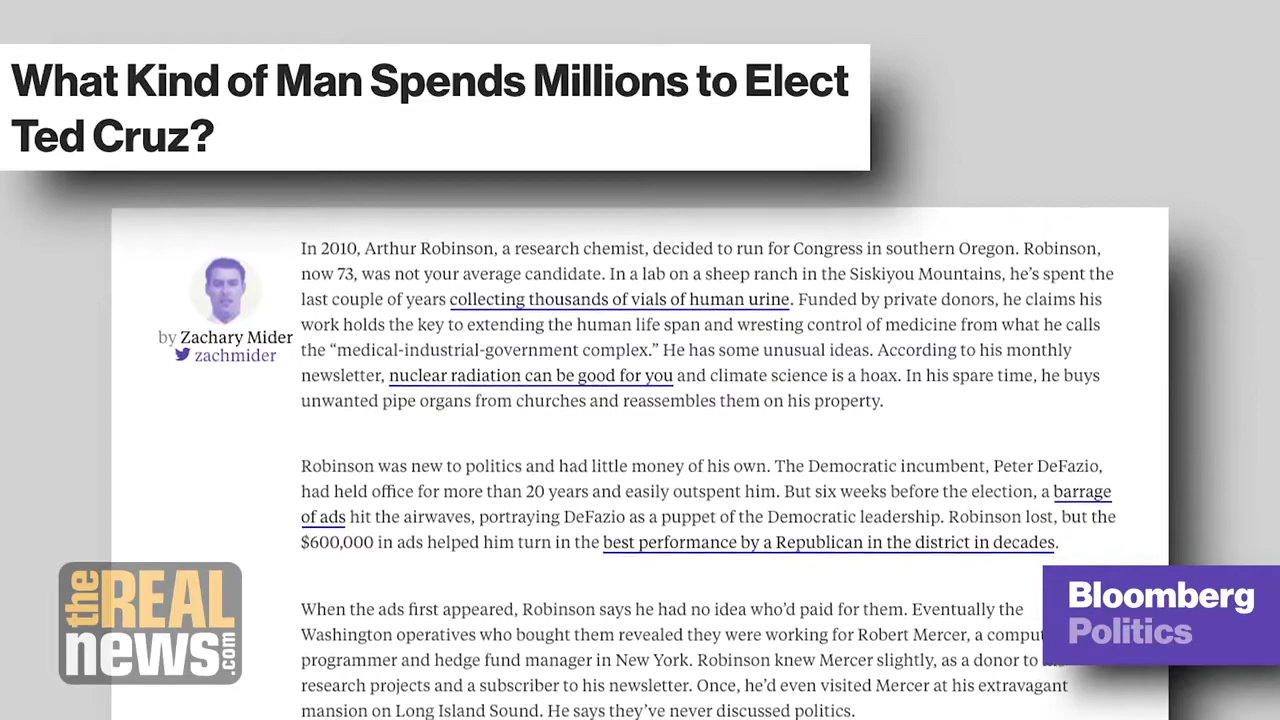 What Kind of Man Spends Millions to Elect
Ted Cruz?
by Zachary Mider
zachmider
In 2010, Arthur Robinson, a research chemist, decided to run for Congress in southern Oregon. Robinson,
now 73, was not your average candidate. In a lab on a sheep ranch in the Siskiyou Mountains, he’s spent the
last couple of years collecting thousands of vials of human urine. Funded by private donors, he claims his
work holds the key to extending the human life span and wresting control of medicine from what he calls
the “medical-industrial-government complex.” He has some unusual ideas. According to his monthly
newsletter, nuclear radiation can be good for you and climate science is a hoax. In his spare time, he buys
unwanted pipe organs from churches and reassembles them on his property.
Robinson was new to politics and had little money of his own. The Democratic incumbent, Peter DeFazio,
had held office for more than 20 years and easily outspent him. But six weeks before the election, a barrage
of ads hit the airwaves, portraying DeFazio as a puppet of the Democratic leadership. Robinson lost, but the
$600,000 in ads helped him turn in the best performance by a Republican in the district in decades.
When the ads first appeared, Robinson says he had no idea who’d paid for them. Eventually the
Washington operatives who bought them revealed they were working for Robert Mercer, a
programmer and hedge fund manager in New York. Robinson knew Mercer slightly, as a donor to
research projects and a subscriber to his newsletter. Once, he’d even visited Mercer at his extravagant
mansion on Long Island Sound. He says they’ve never discussed politics.
the REAL
news.com
Bloomberg
Politics